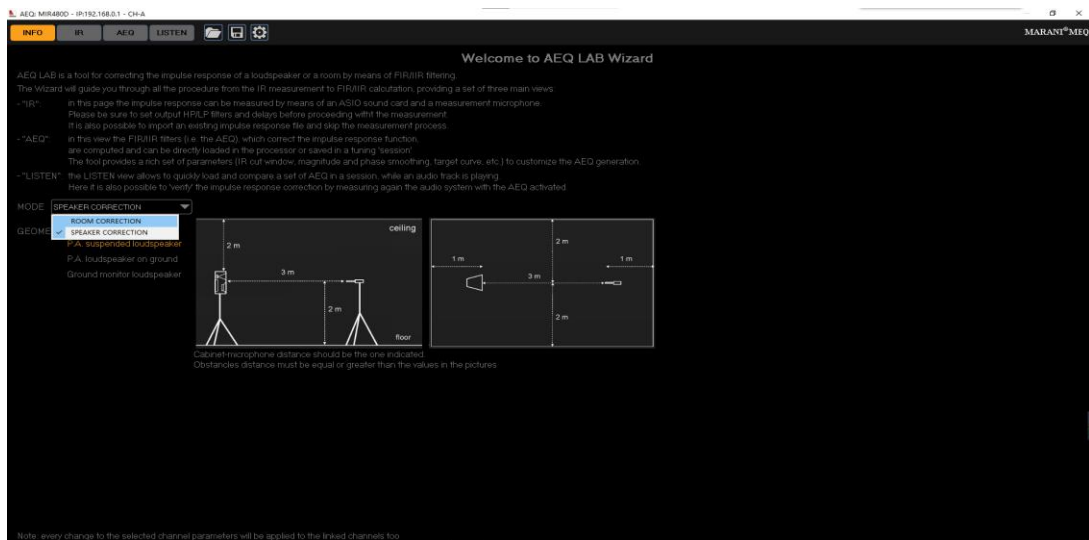 AEQ: MIR480D - IP:192.168.0.1 - CH-A
INFO IR AEQ LISTEN
MARANI®MEQ
Welcome to AEQ LAB Wizard
AEQ LAB is a tool for correcting the impulse response of a loudspeaker or a room by means of FIR/IIR filtering.
The Wizard will guide you through all the procedure from the IR measurement to FIR/IIR calcutation, providing a set of three main views:
- "IR": in this page the impulse response can be measured by means of an ASIO sound card and a measurement microphone.
Please be sure to set output HP/LP filters and delays before proceeding witht the measurement.
It is also possible to import an existing impulse response file and skip the measurement process.
- "AEQ": in this view the FIR/IIR filters (i.e. the AEQ), which correct the impulse response function,
are computed and can be directly loaded in the processor or saved in a tuning 'session'.
The tool provides a rich set of parameters (IR cut window, magnitude and phase smoothing, target curve, etc.) to customize the AEQ generation.
- "LISTEN": the LISTEN view allows to quickly load and compare a set of AEQ in a session, while an audio track is playing.
Here it is also possible to 'verify' the impulse response correction by measuring again the audio system with the AEQ activated.
MODE SPEAKER CORRECTION
ROOM CORRECTION
GEOME
SPEAKER CORRECTION
P.A. suspended loudspeaker
P.A. loudspeaker on ground
Ground monitor loudspeaker
ceiling
2 m
3 m
2 m
floor
2 m
1 m
1 m
3 m
2 m
Cabinet-microphone distance should be the one indicated.
Obstancles distance must be equal or greater than the values in the pictures.
Note: every change to the selected channel parameters will be applied to the linked channels too